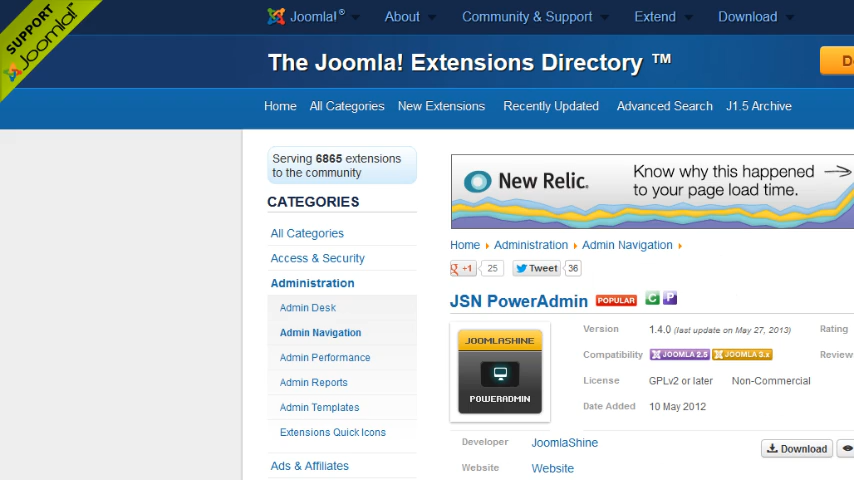 SUPPORT
Joomla!™
Joomla!® About Community & Support Extend Download
The Joomla! Extensions Directory ™
Home All Categories New Extensions Recently Updated Advanced Search J1.5 Archive
Serving 6865 extensions
to the community
CATEGORIES
All Categories
Access & Security
Administration
Admin Desk
Admin Navigation
Admin Performance
Admin Reports
Admin Templates
Extensions Quick Icons
Ads & Affiliates
New Relic.
Know why this happened
to your page load time.
Home Administration Admin Navigation
+1 25 Tweet 36
JSN PowerAdmin POPULAR C P
JOOMLASHINE
POWERADMIN
Version 1.4.0 (last update on May 27, 2013) Rating
Compatibility JOOMLA 2.5 JOOMLA 3.x Review
License GPLv2 or later Non-Commercial
Date Added 10 May 2012
Developer JoomlaShine
Download
Website Website